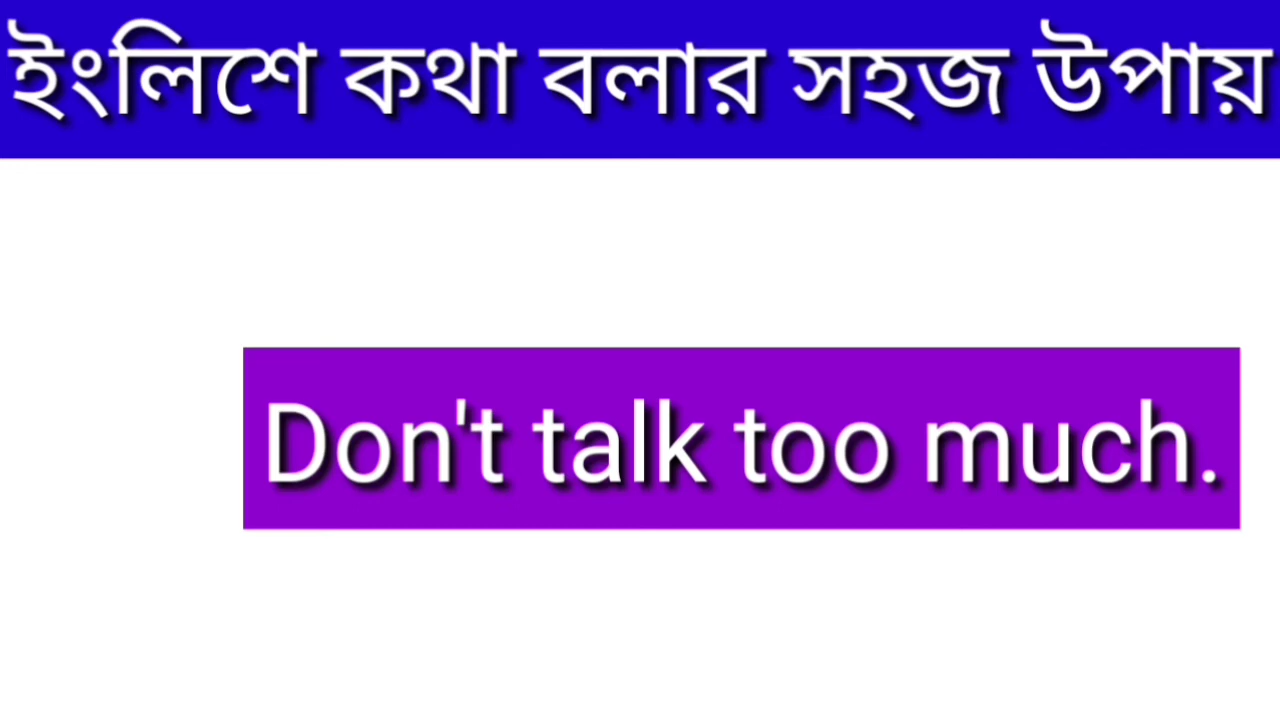 ইংলিশে কথা বলার সহজ উপায়
Don't talk too much.